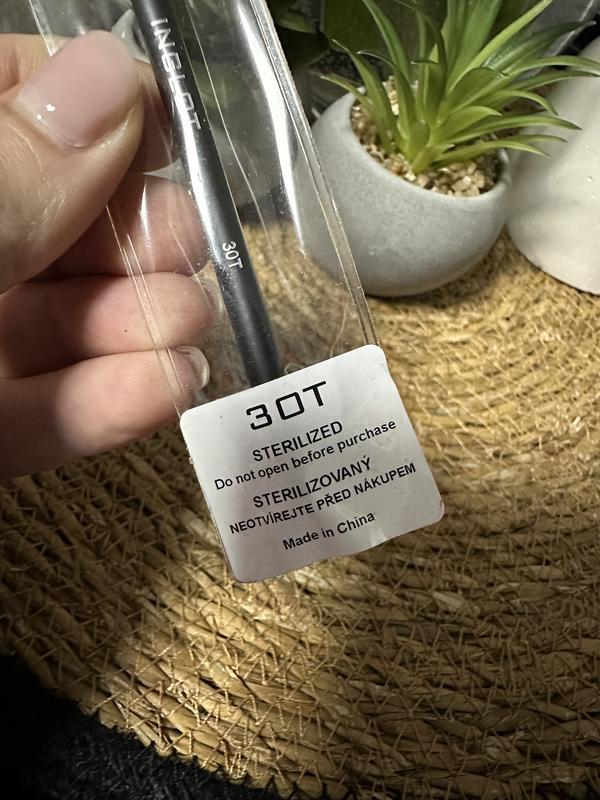 INGLOT
30T
30T
STERILIZED
Do not open before purchase
STERILIZOVANÝ
NEOTVÍREJTE PŘED NÁKUPEM
Made in China